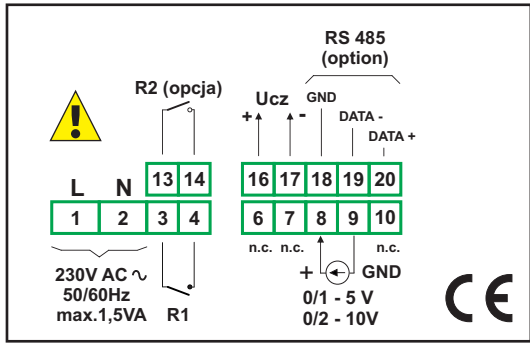 RS 485
(option)
R2 (opcja)
Ucz
GND
+
-
DATA -
DATA +
L
N
13 14
16 17 18 19 20
1 2 3 4
6 7 8 9 10
n.c. n.c. n.c.
230V AC ~
50/60Hz
max.1,5VA
R1
+
GND
0/1 - 5 V
0/2 - 10V
CE